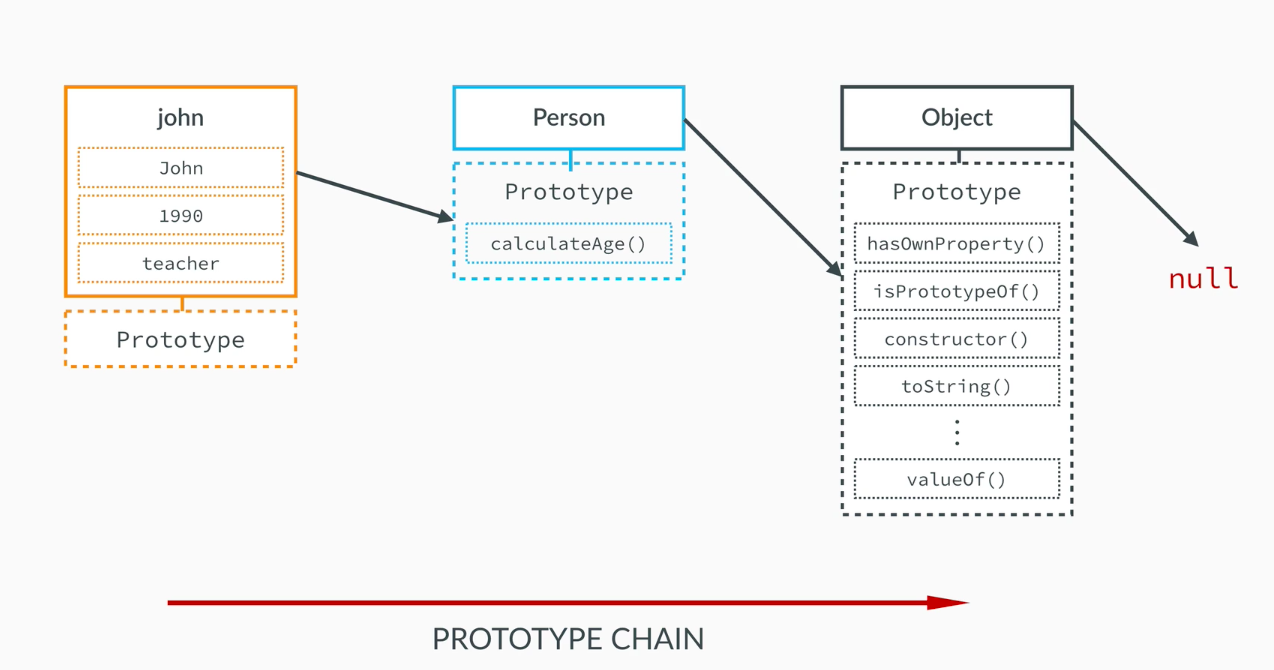 john
John
1990
teacher
Prototype
Person
Prototype
calculateAge()
Object
Prototype
hasOwnProperty()
isPrototypeOf()
constructor()
toString()
⋮
valueOf()
null
PROTOTYPE CHAIN